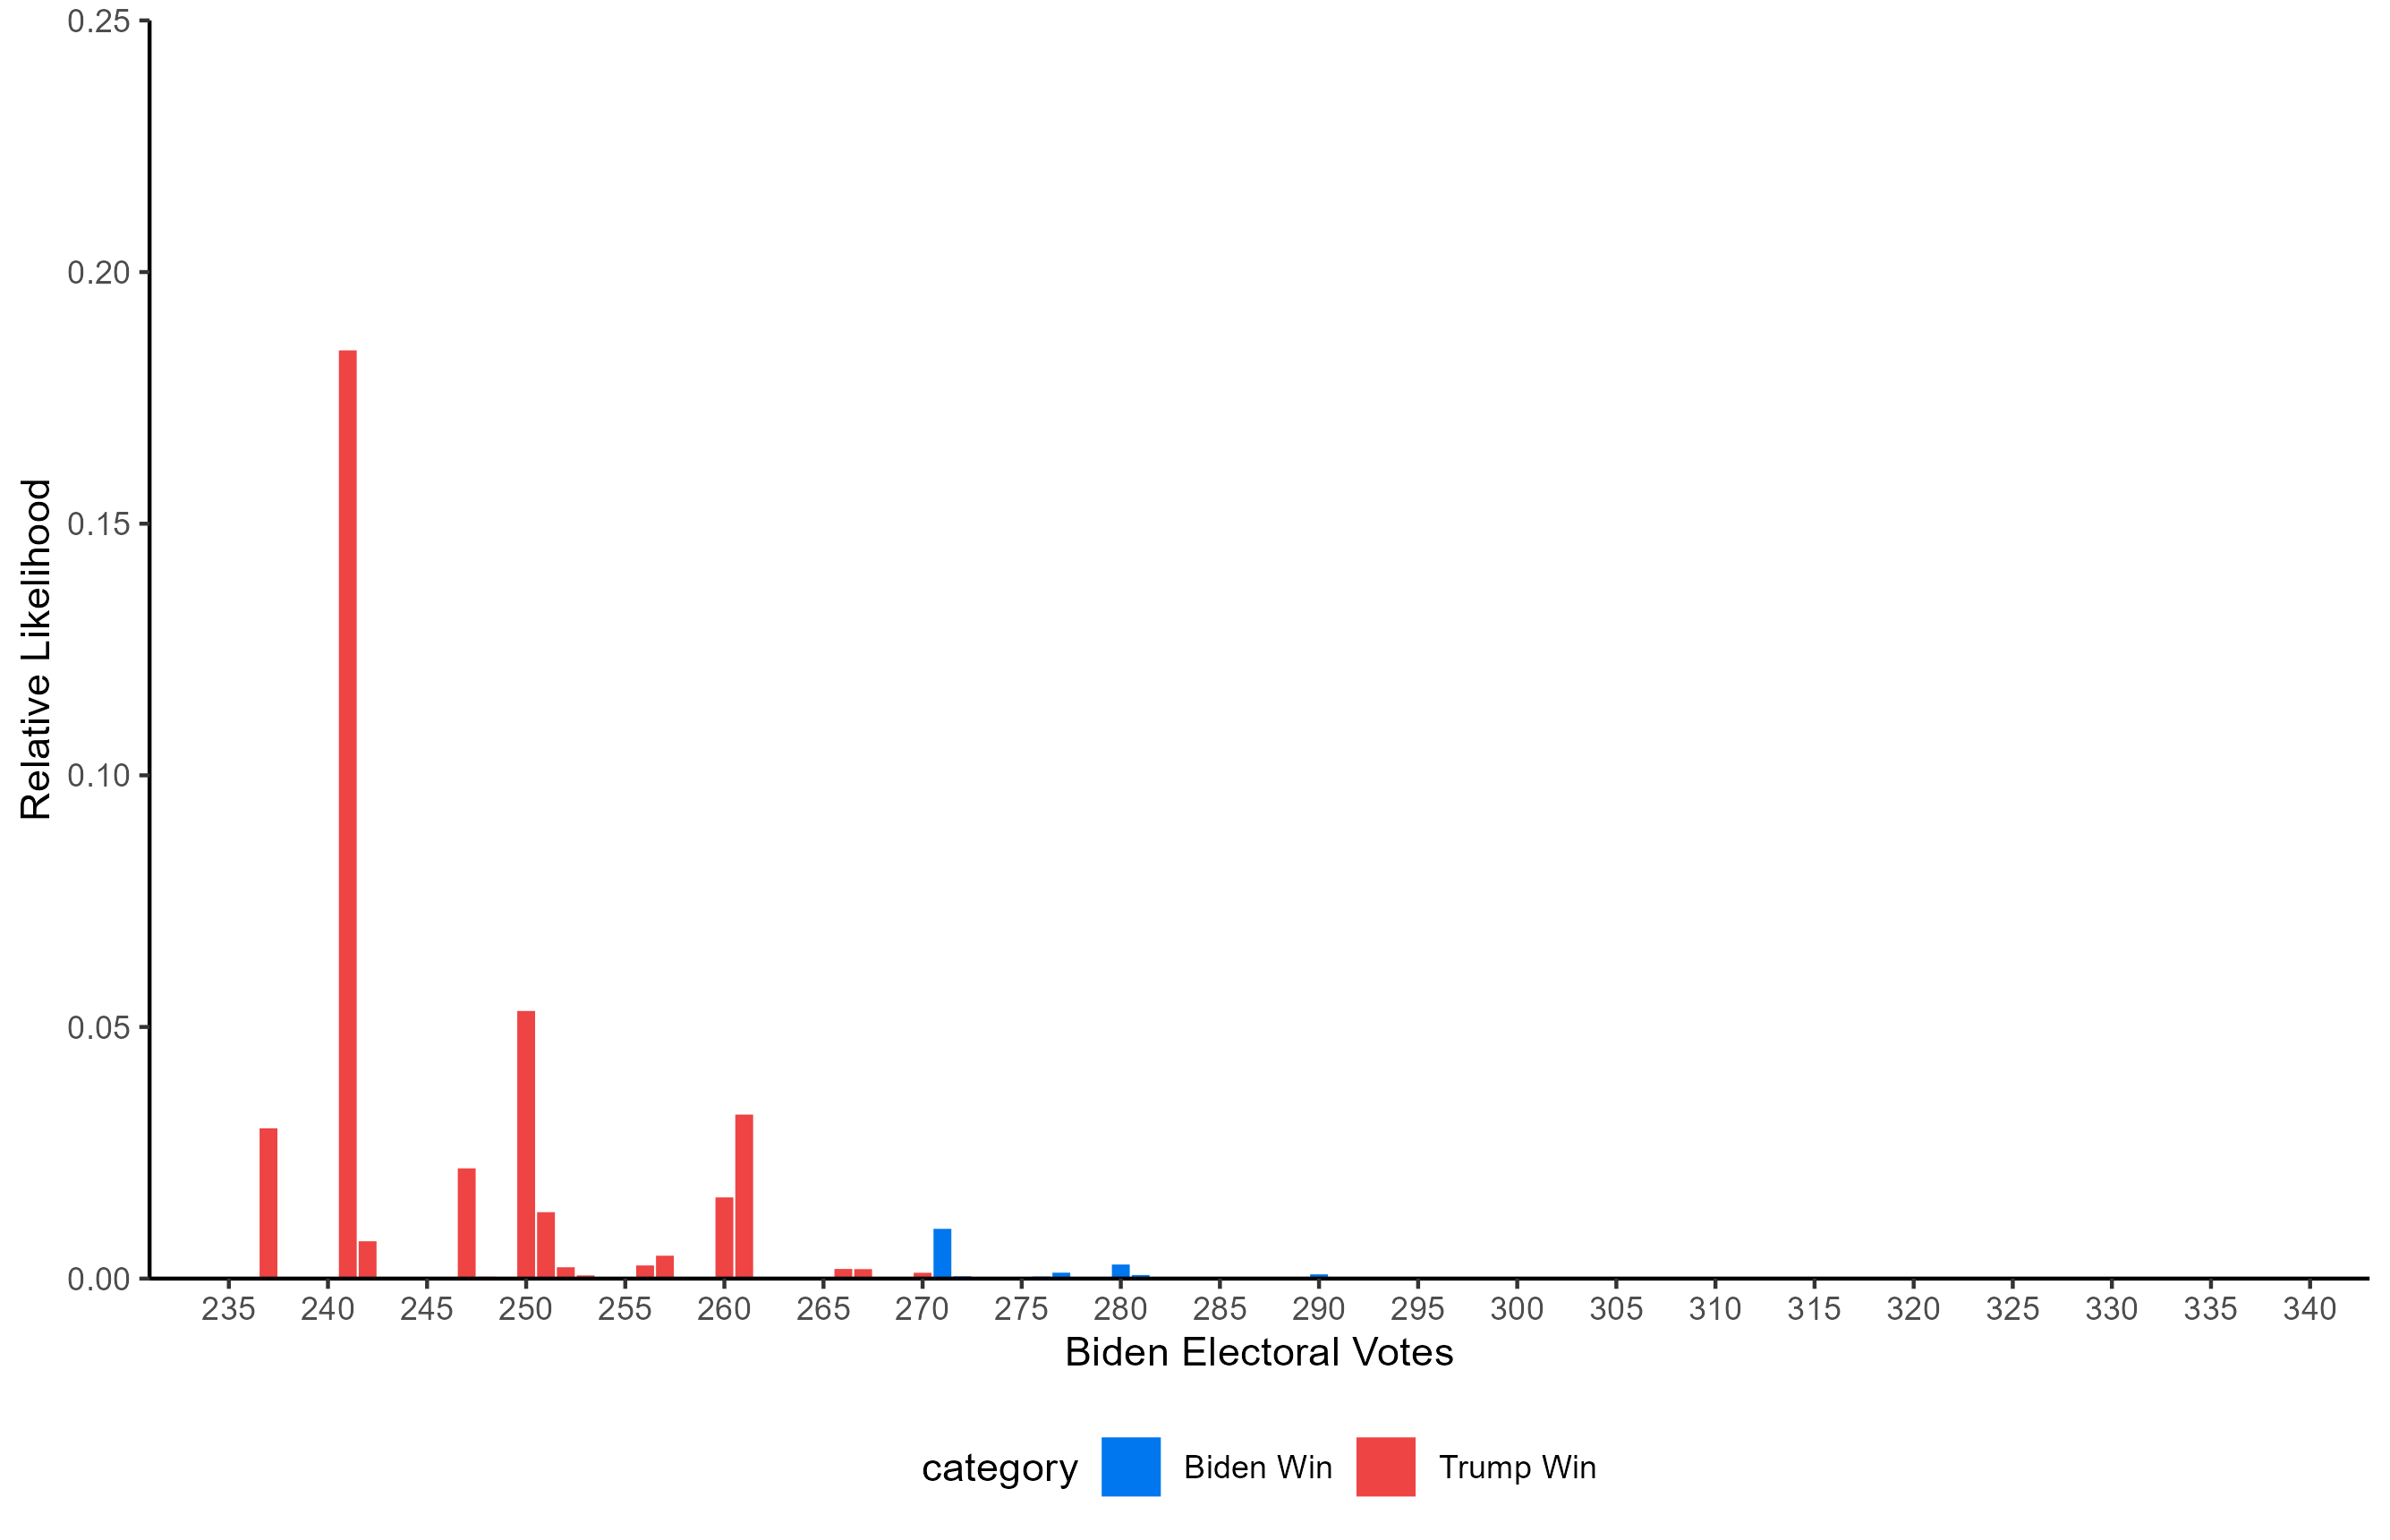 0.25
0.20
0.15
0.10
0.05
0.00
Relative Likelihood
235 240 245 250 255 260 265 270 275 280 285 290 295 300 305 310 315 320 325 330 335 340
Biden Electoral Votes
category Biden Win Trump Win